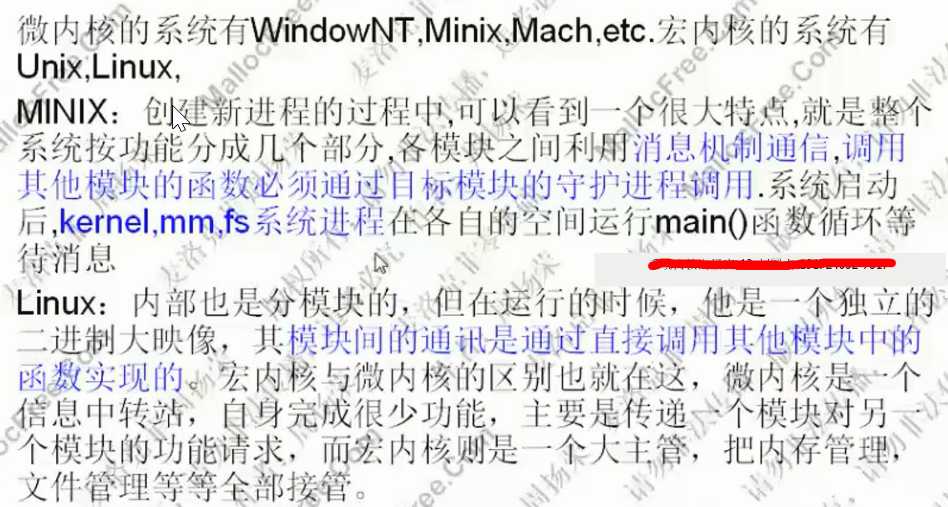 微内核的系统有WindowNT,Minix,Mach,etc.宏内核的系统有
Unix,Linux,
MINIX：创建新进程的过程中,可以看到一个很大特点,就是整个
系统按功能分成几个部分,各模块之间利用消息机制通信,调用
其他模块的函数必须通过目标模块的守护进程调用.系统启动
后,kernel,mm,fs系统进程在各自的空间运行main()函数循环等
待消息
Linux：内部也是分模块的，但在运行的时候，他是一个独立的
二进制大映像，其模块间的通讯是通过直接调用其他模块中的
函数实现的。宏内核与微内核的区别也就在这，微内核是一个
信息中转站，自身完成很少功能，主要是传递一个模块对另一
个模块的功能请求，而宏内核则是一个大主管，把内存管理，
文件管理等等全部接管。